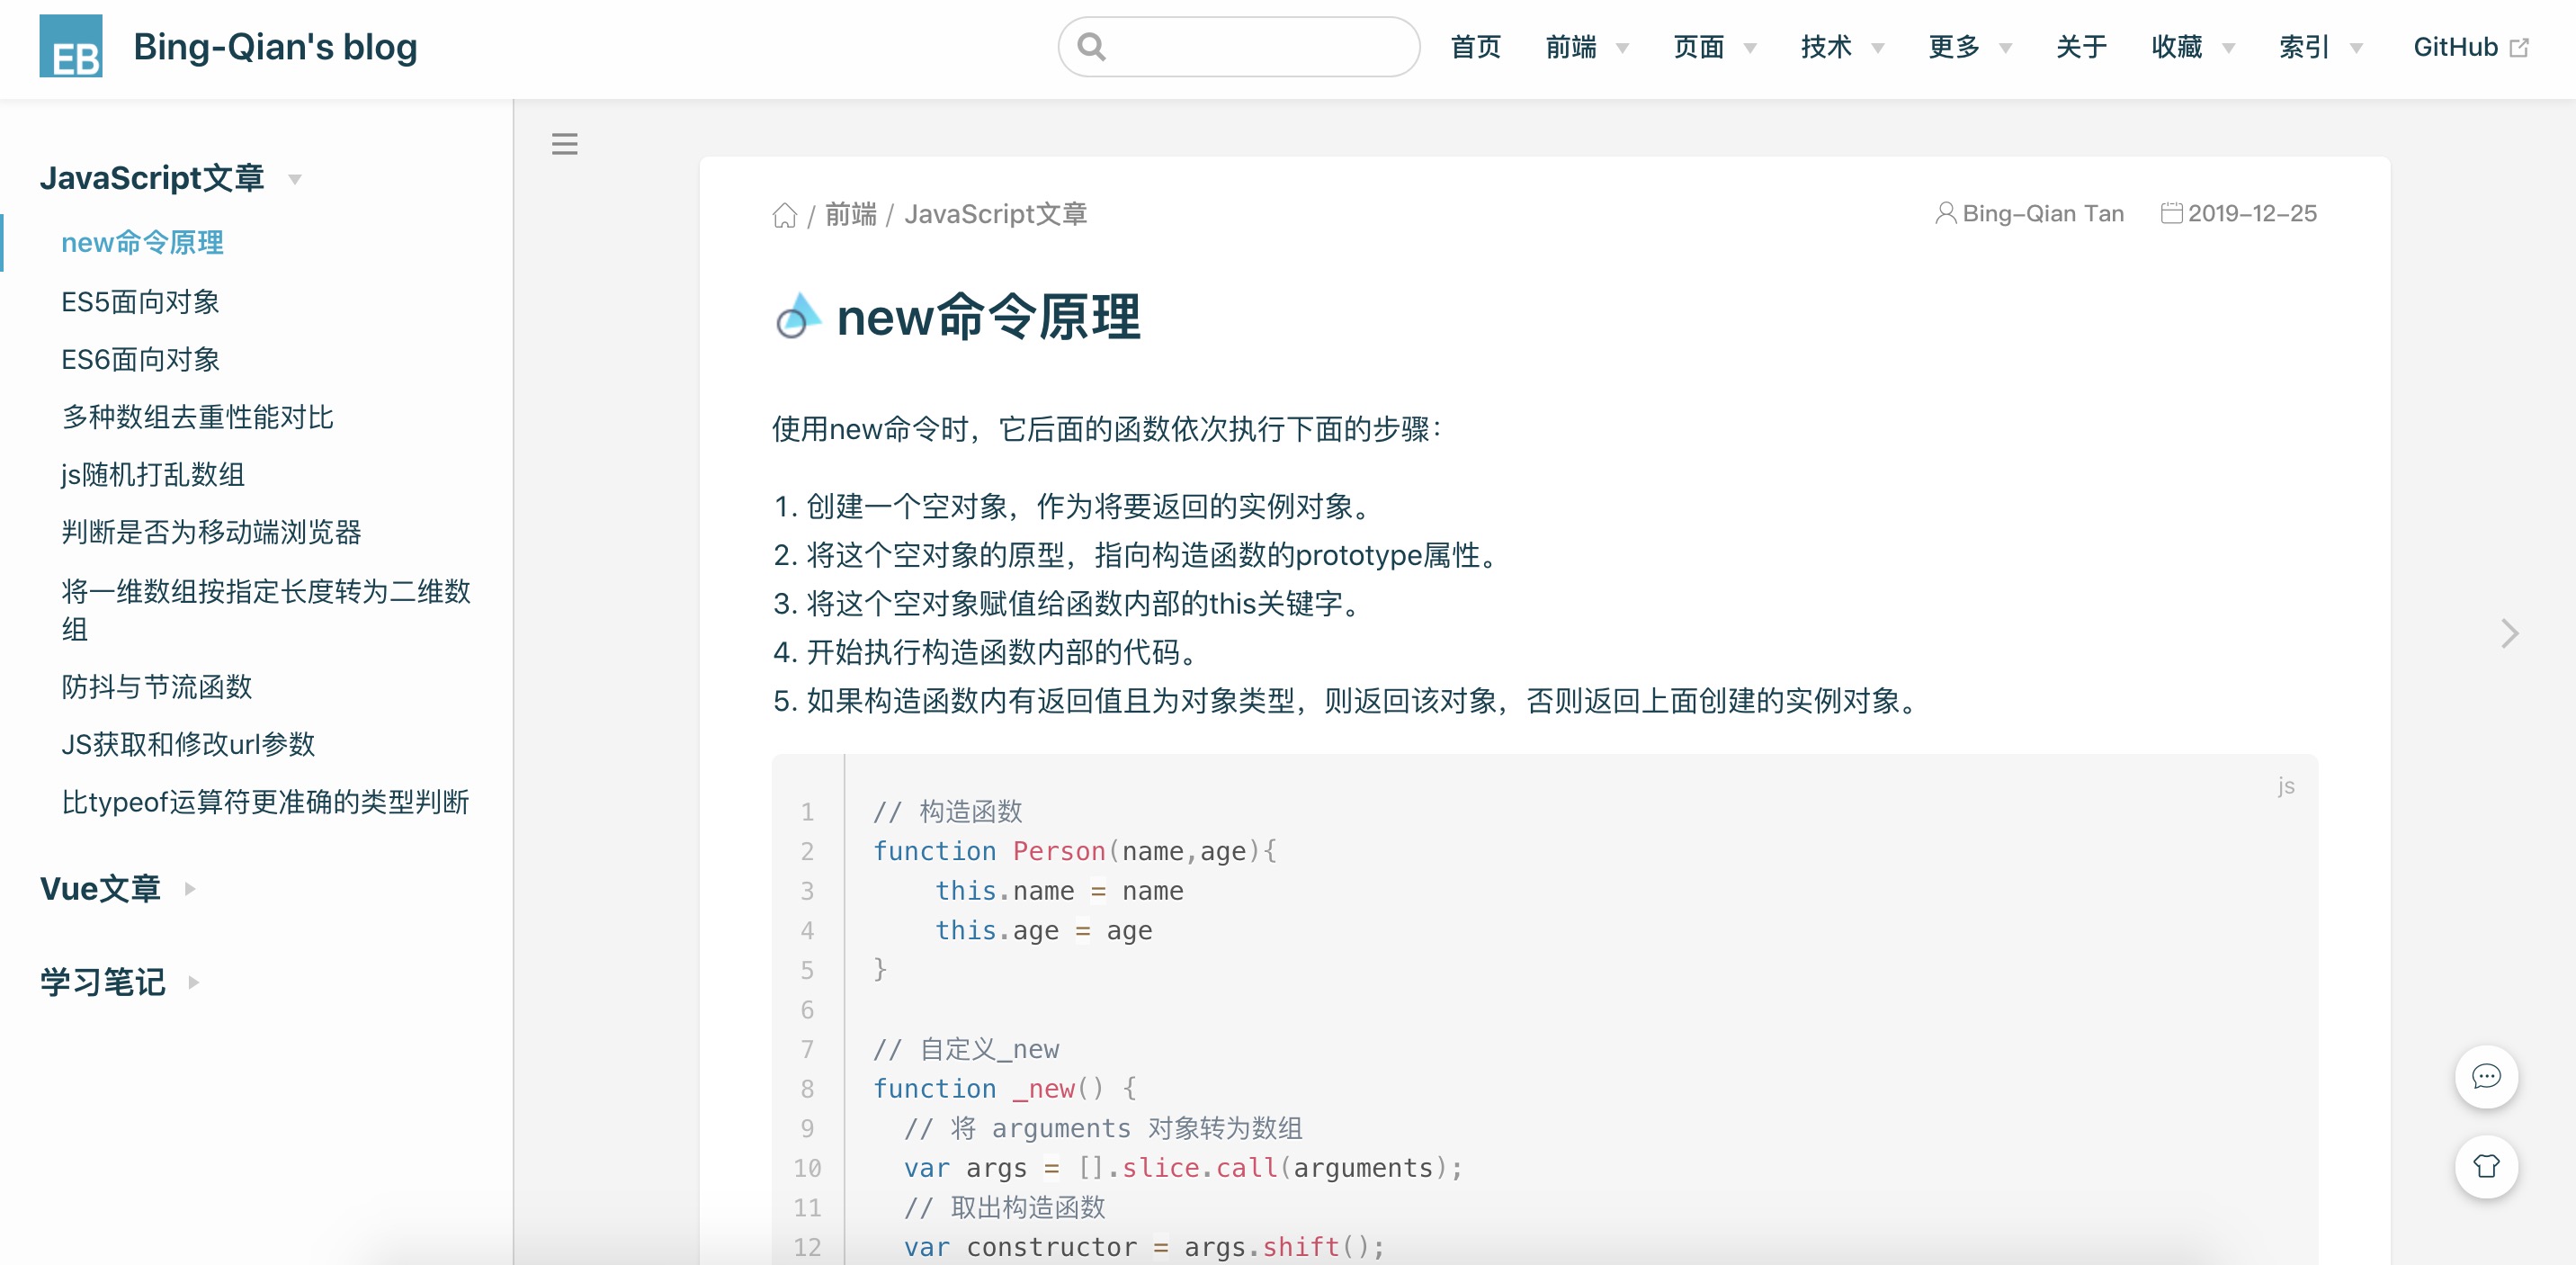 EB
Bing-Qian's blog
首页 前端 页面 技术 更多 关于 收藏 索引 GitHub
JavaScript文章
new命令原理
ES5面向对象
ES6面向对象
多种数组去重性能对比
js随机打乱数组
判断是否为移动端浏览器
将一维数组按指定长度转为二维数
组
防抖与节流函数
JS获取和修改url参数
比typeof运算符更准确的类型判断
Vue文章
学习笔记
/ 前端 / JavaScript文章
Bing-Qian Tan 2019-12-25
new命令原理
使用new命令时，它后面的函数依次执行下面的步骤：
1. 创建一个空对象，作为将要返回的实例对象。
2. 将这个空对象的原型，指向构造函数的prototype属性。
3. 将这个空对象赋值给函数内部的this关键字。
4. 开始执行构造函数内部的代码。
5. 如果构造函数内有返回值且为对象类型，则返回该对象，否则返回上面创建的实例对象。
js
1 // 构造函数
2 function Person(name,age){
3     this.name = name
4     this.age = age
5 }
6
7 // 自定义_new
8 function _new() {
9   // 将 arguments 对象转为数组
10   var args = [].slice.call(arguments);
11   // 取出构造函数
12   var constructor = args.shift();